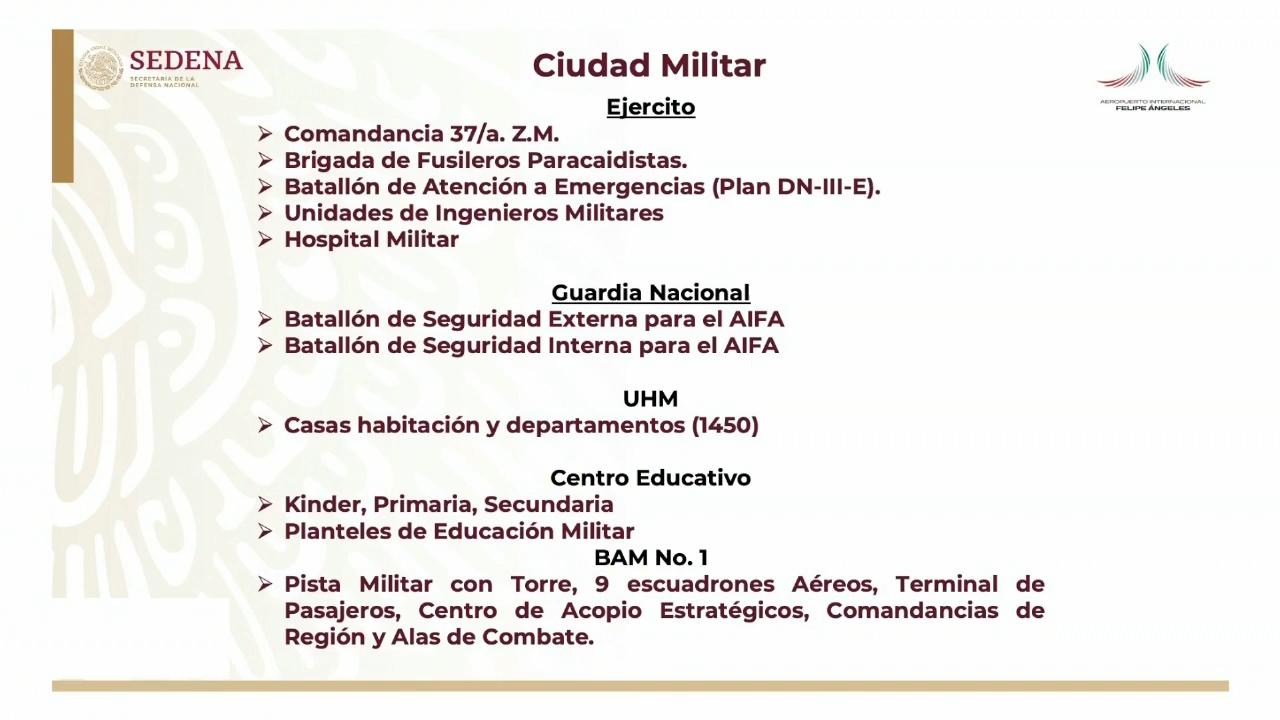 SEDENA
SECRETARÍA DE LA
DEFENSA NACIONAL
Ciudad Militar
AEROPUERTO INTERNACIONAL
FELIPE ÁNGELES
Ejercito
➢ Comandancia 37/a. Z.M.
➢ Brigada de Fusileros Paracaidistas.
➢ Batallón de Atención a Emergencias (Plan DN-III-E).
➢ Unidades de Ingenieros Militares
➢ Hospital Militar
Guardia Nacional
➢ Batallón de Seguridad Externa para el AIFA
➢ Batallón de Seguridad Interna para el AIFA
UHM
➢ Casas habitación y departamentos (1450)
Centro Educativo
➢ Kinder, Primaria, Secundaria
➢ Planteles de Educación Militar
BAM No. 1
➢ Pista Militar con Torre, 9 escuadrones Aéreos, Terminal de
Pasajeros, Centro de Acopio Estratégicos, Comandancias de
Región y Alas de Combate.